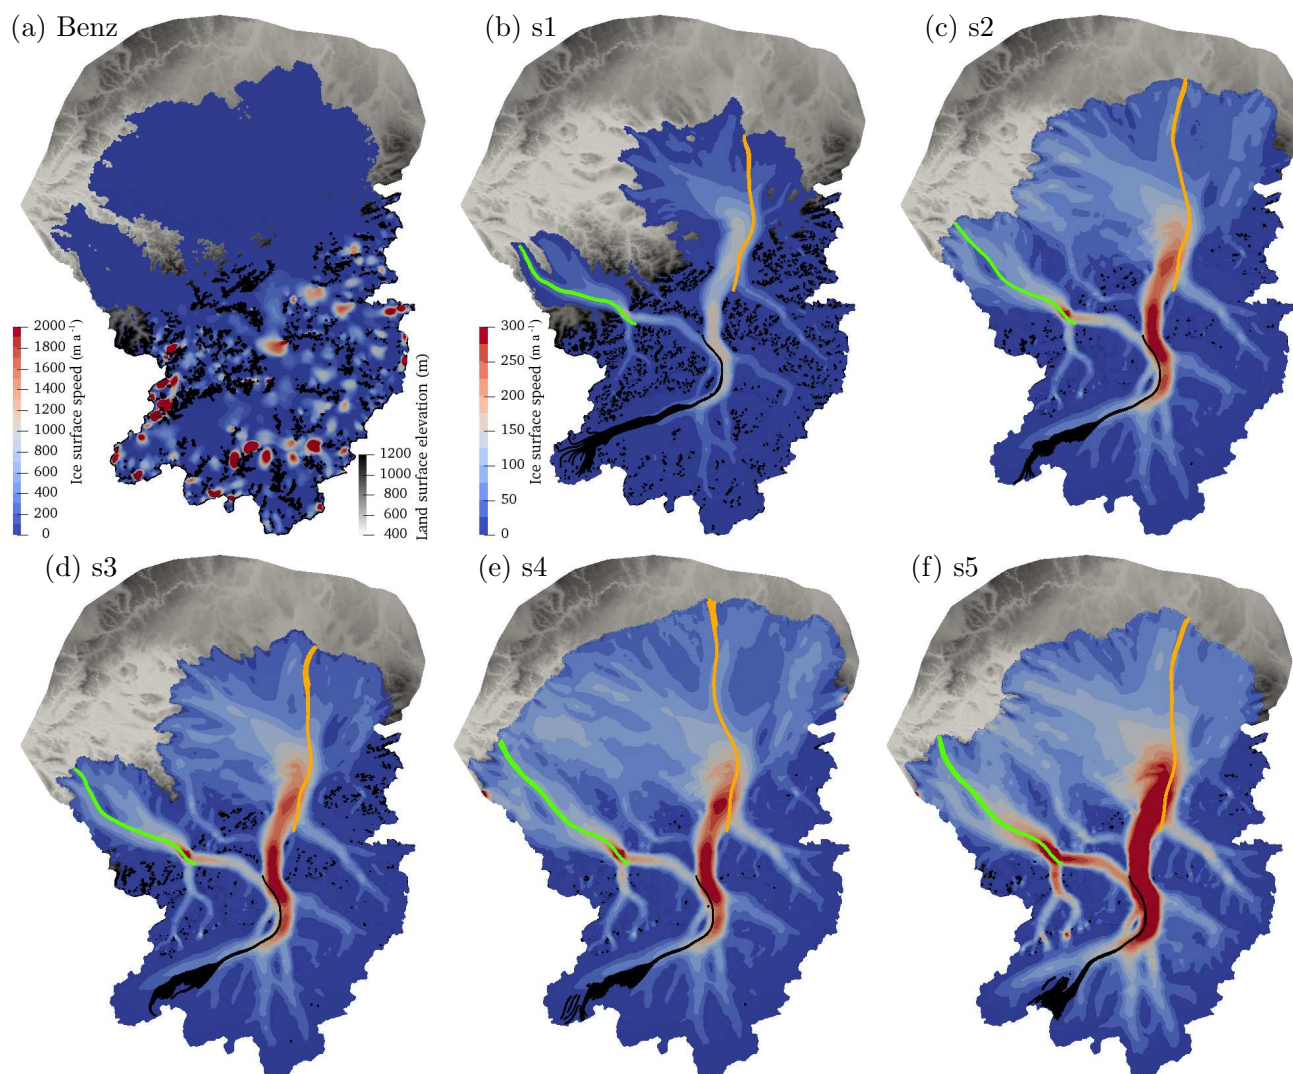 (a) Benz
(b) s1
(c) s2
2000
1800
1600
1400
1200
1000
800
600
400
200
0
Ice surface speed (m a⁻¹)
1200
1000
800
600
400
Land surface elevation (m)
300
250
200
150
100
50
0
Ice surface speed (m a⁻¹)
(d) s3
(e) s4
(f) s5